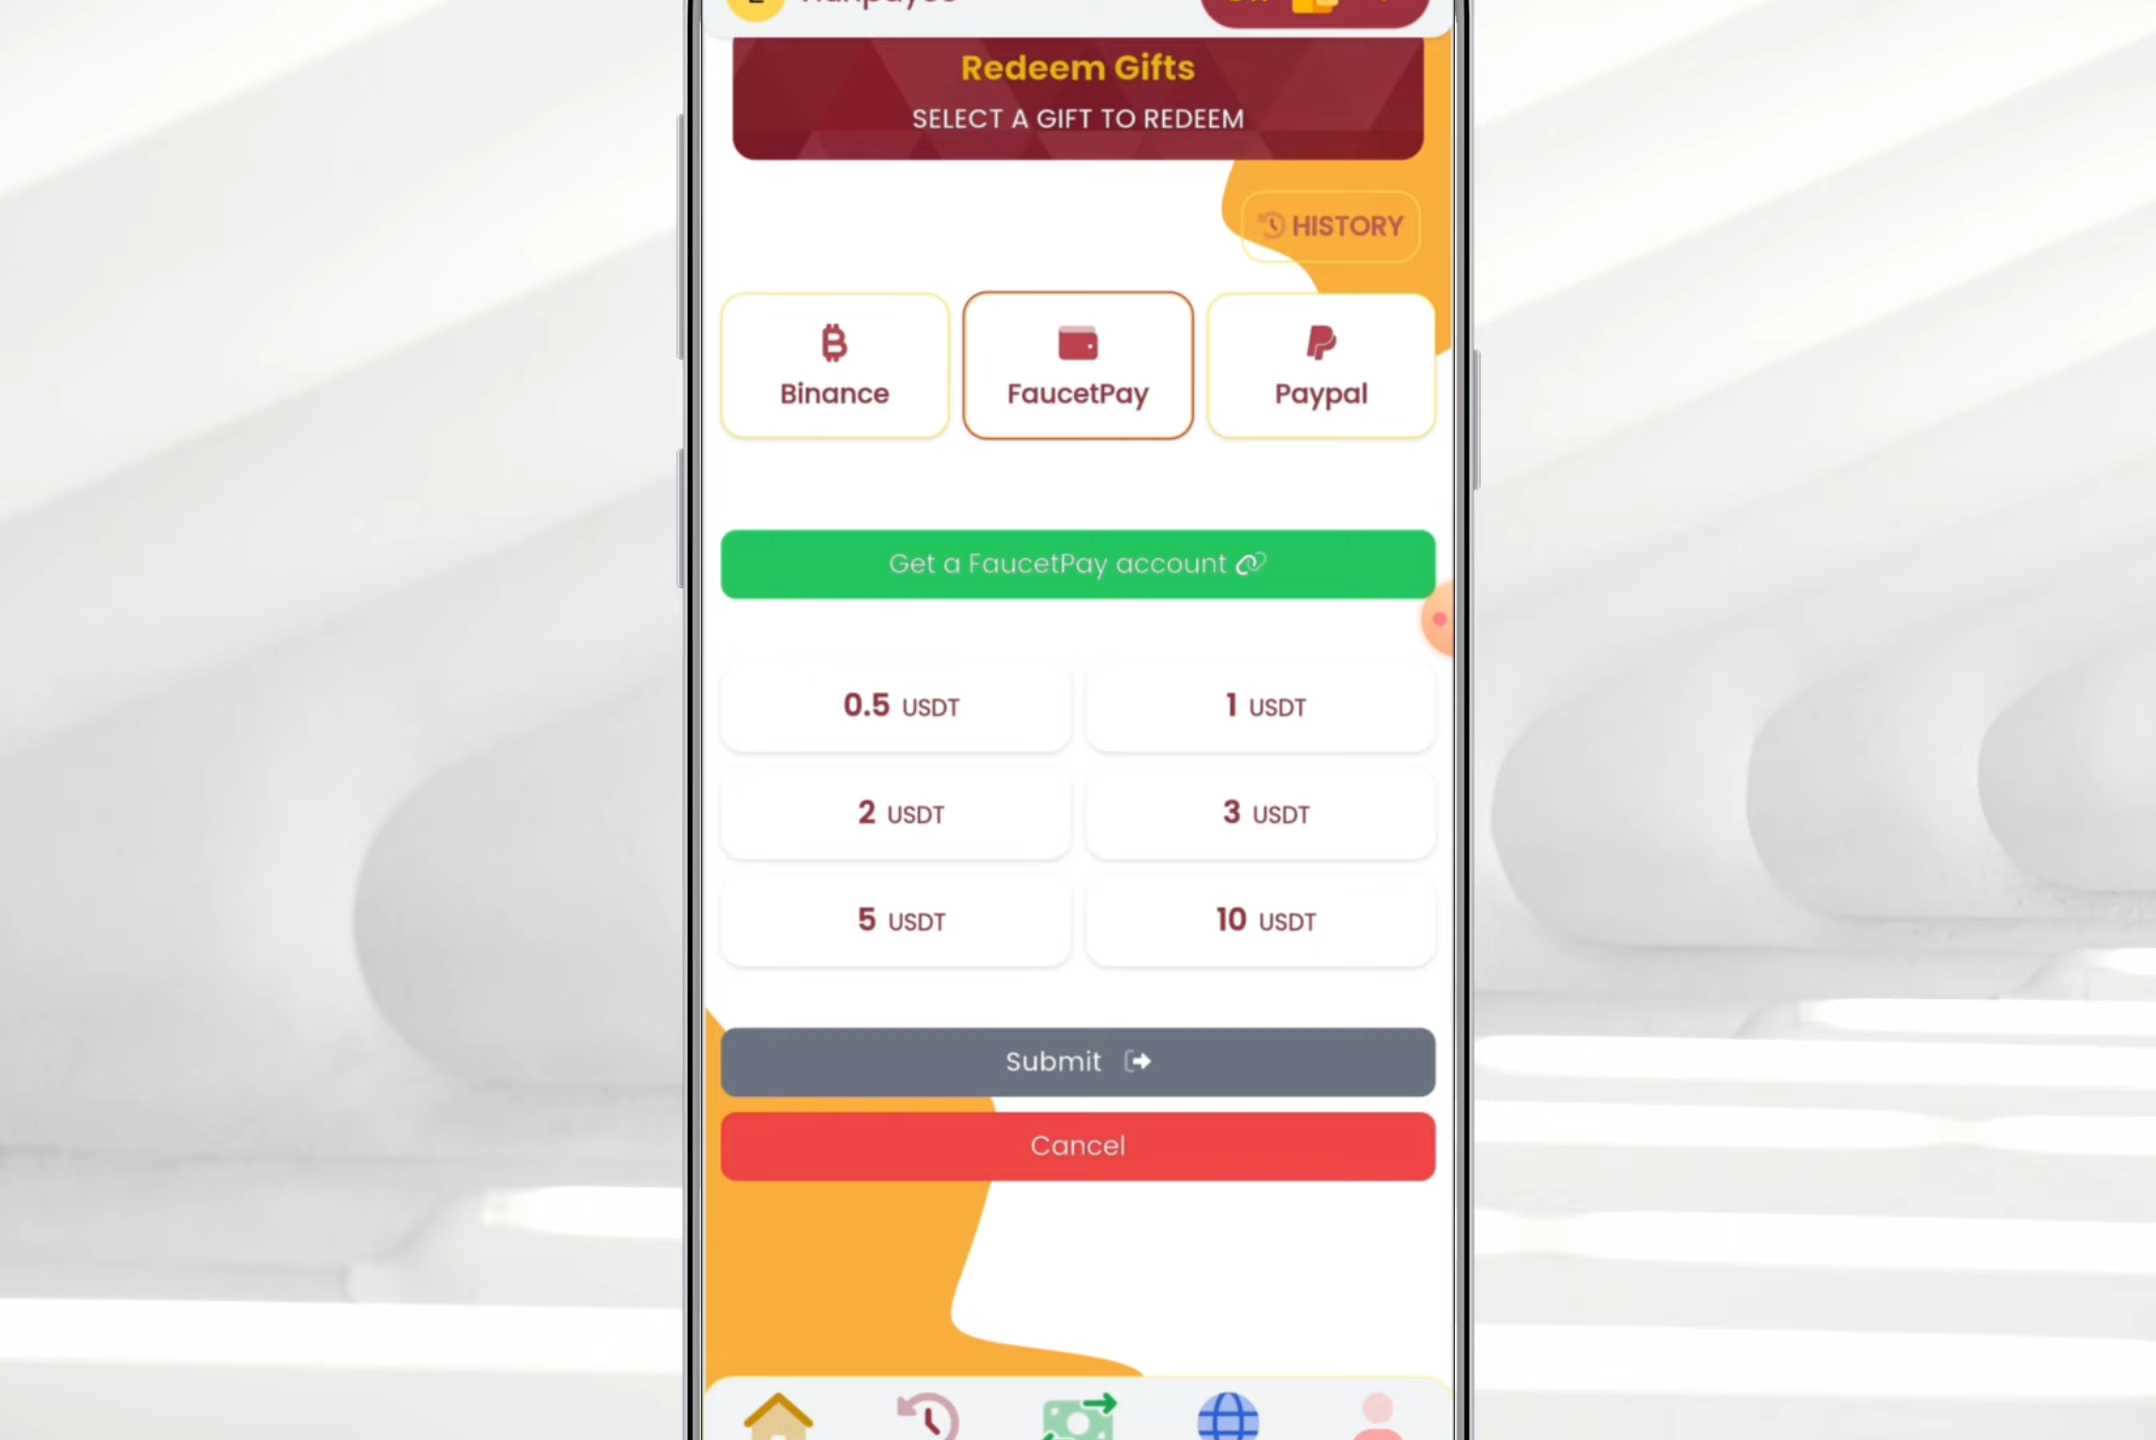 Redeem Gifts
SELECT A GIFT TO REDEEM
HISTORY
Binance
FaucetPay
Paypal
Get a FaucetPay account
0.5 USDT
1 USDT
2 USDT
3 USDT
5 USDT
10 USDT
Submit
Cancel